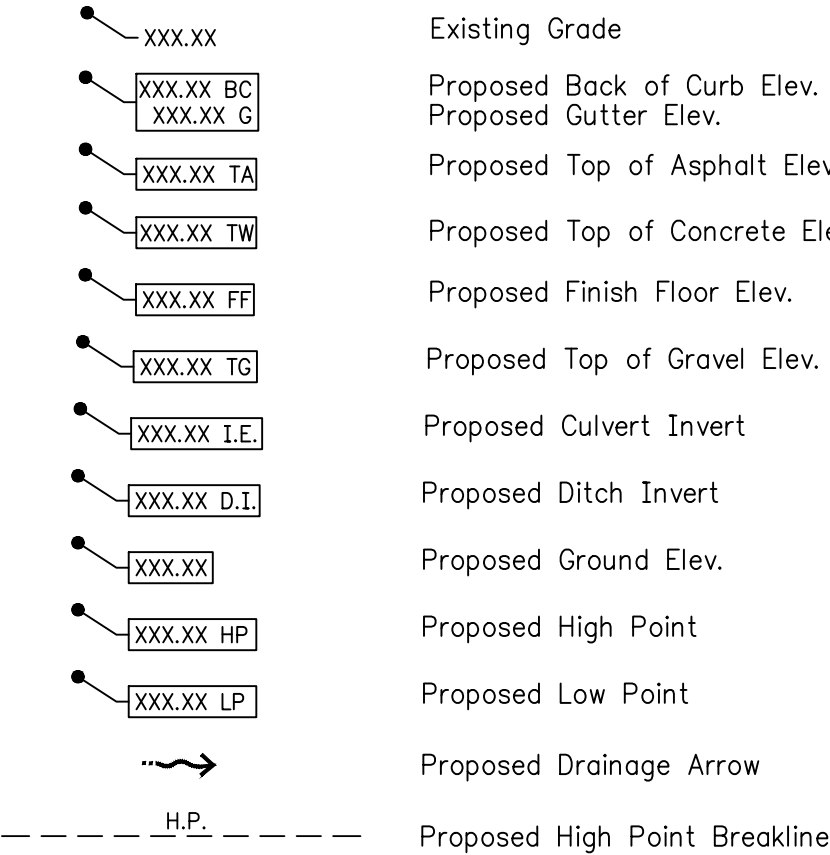 XXX.XX Existing Grade
XXX.XX BC Proposed Back of Curb Elev.
XXX.XX G Proposed Gutter Elev.
XXX.XX TA Proposed Top of Asphalt Elev
XXX.XX TW Proposed Top of Concrete Ele
XXX.XX FF Proposed Finish Floor Elev.
XXX.XX TG Proposed Top of Gravel Elev.
XXX.XX I.E. Proposed Culvert Invert
XXX.XX D.I. Proposed Ditch Invert
XXX.XX Proposed Ground Elev.
XXX.XX HP Proposed High Point
XXX.XX LP Proposed Low Point
Proposed Drainage Arrow
H.P. Proposed High Point Breakline